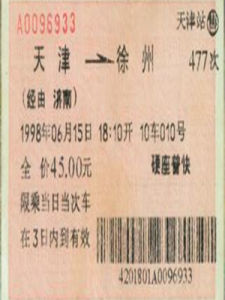 A0096933 天津站
天津 徐州 477次
(经由 济南)
1998年06月15日 18:10开 10车010号
全 价45.00元 硬座普快
限乘当日当次车
在3日内到有效
4201801A0096933